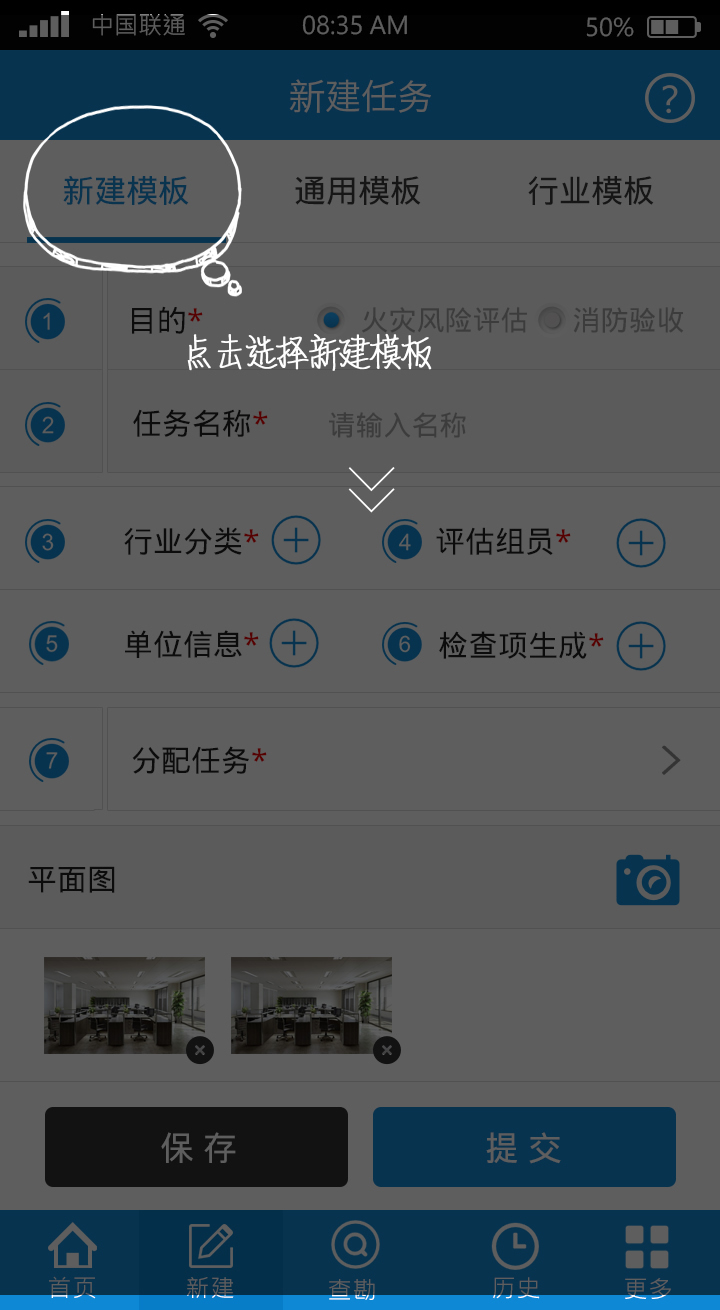 中国联通 08:35 AM 50%
新建任务 ?
新建模板 通用模板 行业模板
1 目的* 火灾风险评估 消防验收
点击选择新建模板
2 任务名称* 请输入名称
3 行业分类* 4 评估组员*
5 单位信息* 6 检查项生成*
7 分配任务*
平面图
保存 提交
首页 新建 查勘 历史 更多